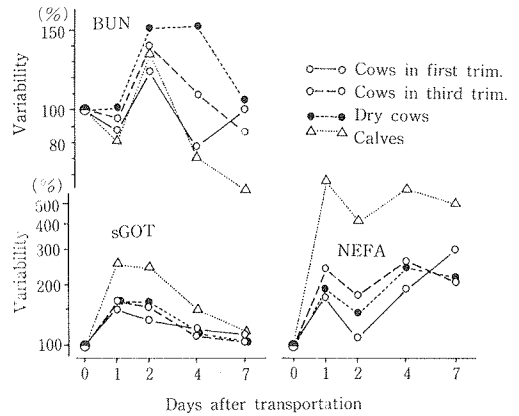 (%)
BUN
150
100
80
Variability
Cows in first trim.
Cows in third trim.
Dry cows
Calves
(%)
500
400
300
200
100
Variability
sGOT
NEFA
0 1 2 4 7
0 1 2 4 7
Days after transportation